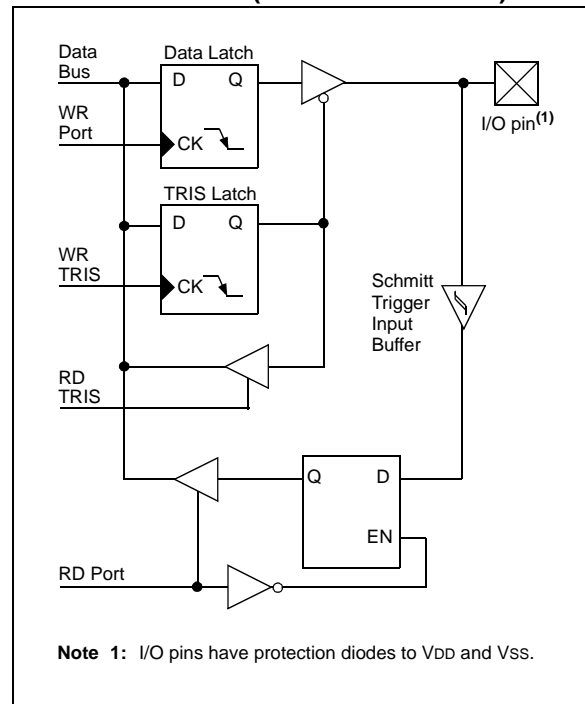 Data
Bus
Data Latch
D
Q
WR
Port
CK
I/O pin(1)
TRIS Latch
D
Q
WR
TRIS
CK
Schmitt
Trigger
Input
Buffer
RD
TRIS
Q
D
EN
RD Port
Note 1: I/O pins have protection diodes to VDD and VSS.